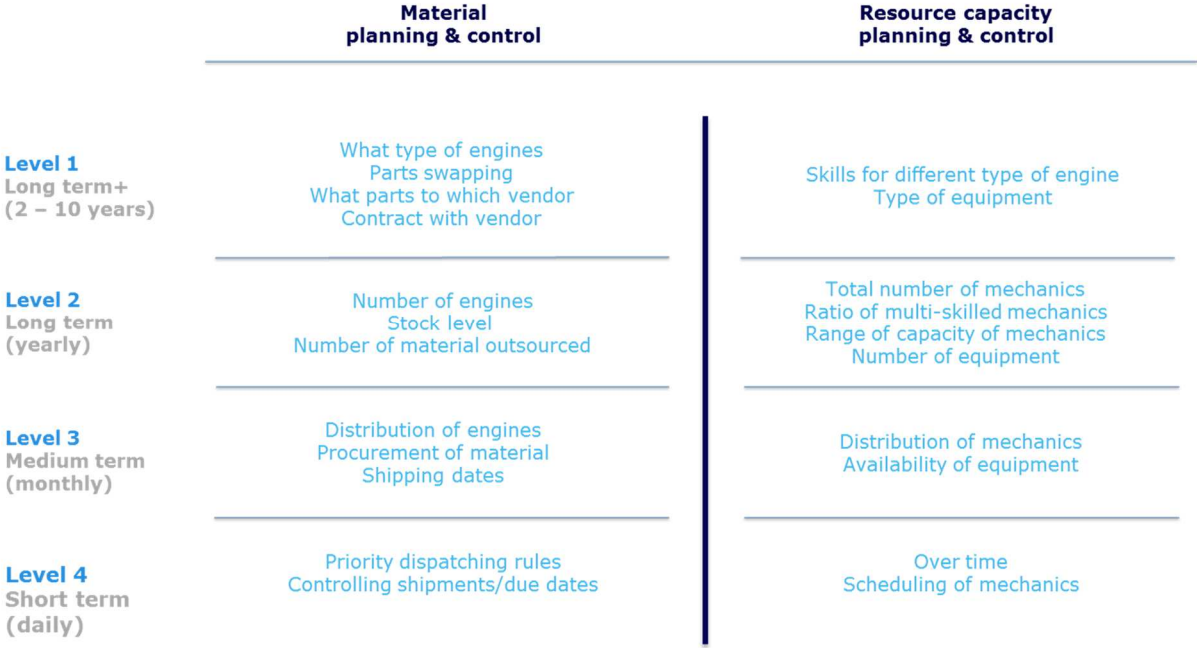 Material
planning & control
Resource capacity
planning & control
Level 1
Long term+
(2 – 10 years)
What type of engines
Parts swapping
What parts to which vendor
Contract with vendor
Skills for different type of engine
Type of equipment
Level 2
Long term
(yearly)
Number of engines
Stock level
Number of material outsourced
Total number of mechanics
Ratio of multi-skilled mechanics
Range of capacity of mechanics
Number of equipment
Level 3
Medium term
(monthly)
Distribution of engines
Procurement of material
Shipping dates
Distribution of mechanics
Availability of equipment
Level 4
Short term
(daily)
Priority dispatching rules
Controlling shipments/due dates
Over time
Scheduling of mechanics